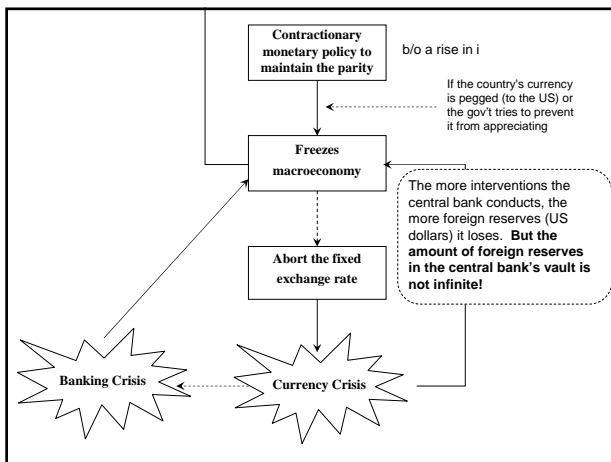 Contractionary
monetary policy to
maintain the parity
b/o a rise in i
If the country's currency
is pegged (to the US) or
the gov't tries to prevent
it from appreciating
Freezes
macroeconomy
The more interventions the
central bank conducts, the
more foreign reserves (US
dollars) it loses. But the
amount of foreign reserves
in the central bank's vault is
not infinite!
Abort the fixed
exchange rate
Banking Crisis
Currency Crisis